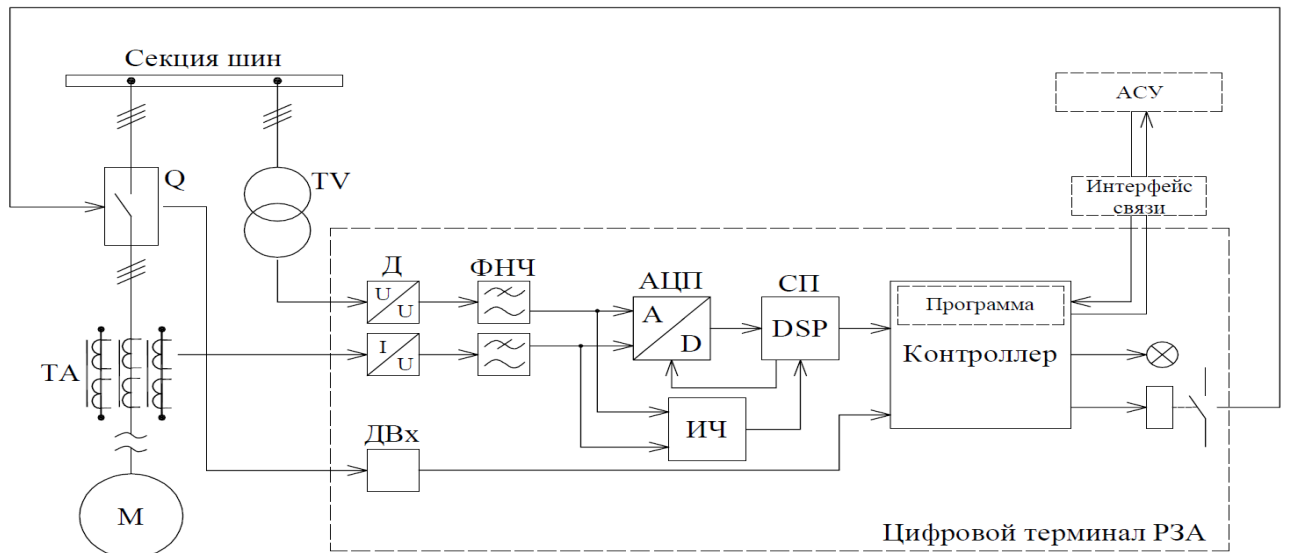 Секция шин
АСУ
Q
TV
Интерфейс
связи
Д
ФНЧ
АЦП
СП
U
U
A
D
DSP
Программа
Контроллер
I
U
TA
ДВх
ИЧ
M
Цифровой терминал РЗА